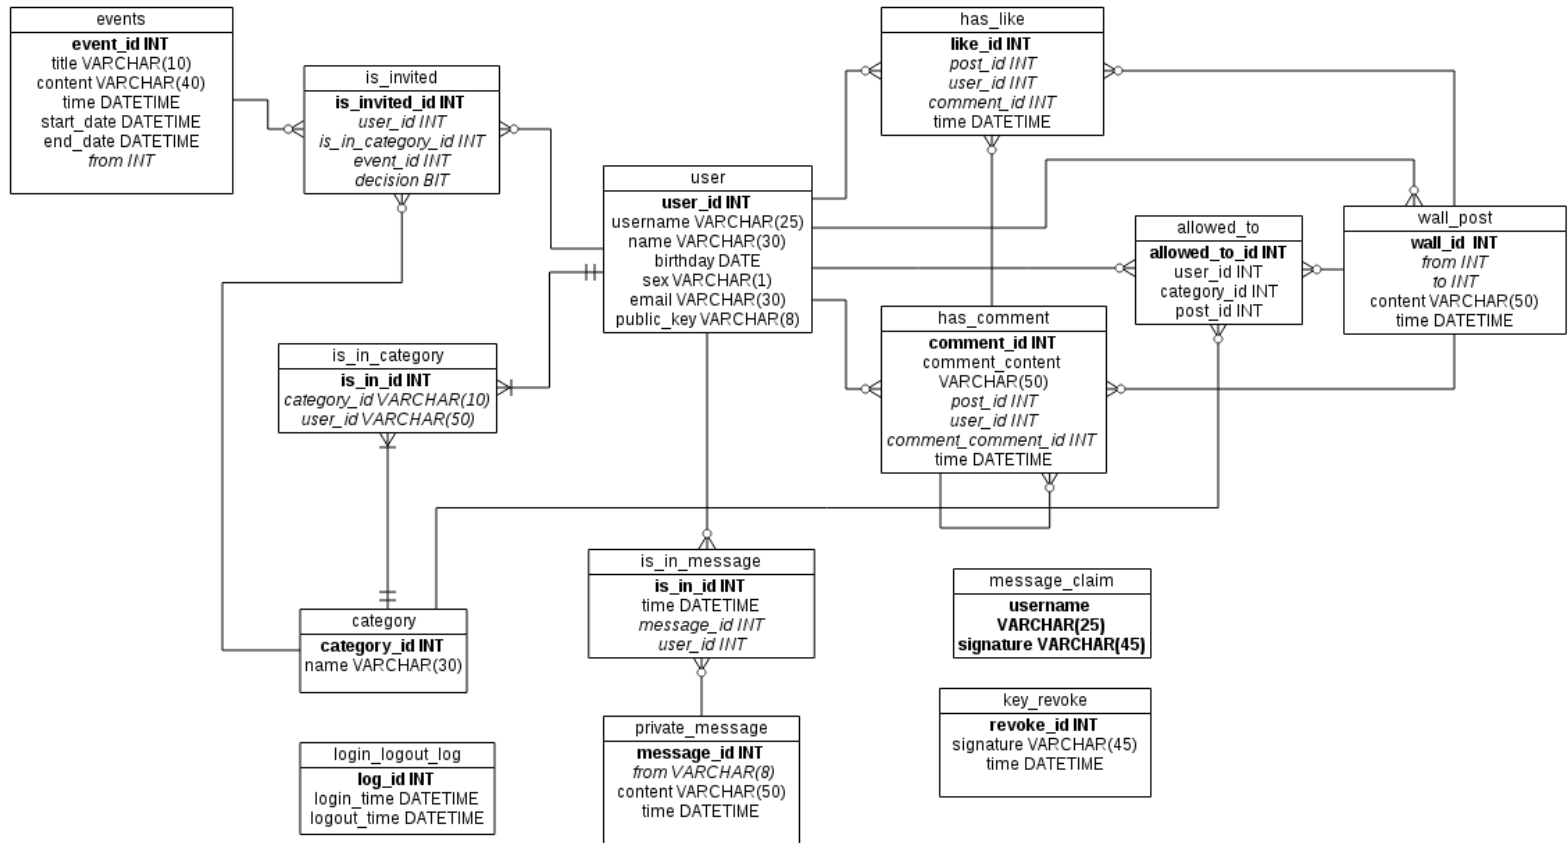 events
event_id INT
title VARCHAR(10)
content VARCHAR(40)
time DATETIME
start_date DATETIME
end_date DATETIME
from INT
is_invited
is_invited_id INT
user_id INT
is_in_category_id INT
event_id INT
decision BIT
has_like
like_id INT
post_id INT
user_id INT
comment_id INT
time DATETIME
user
user_id INT
username VARCHAR(25)
name VARCHAR(30)
birthday DATE
sex VARCHAR(1)
email VARCHAR(30)
public_key VARCHAR(8)
allowed_to
allowed_to_id INT
user_id INT
category_id INT
post_id INT
wall_post
wall_id INT
from INT
to INT
content VARCHAR(50)
time DATETIME
has_comment
comment_id INT
comment_content
VARCHAR(50)
post_id INT
user_id INT
comment_comment_id INT
time DATETIME
is_in_category
is_in_id INT
category_id VARCHAR(10)
user_id VARCHAR(50)
is_in_message
is_in_id INT
time DATETIME
message_id INT
user_id INT
message_claim
username
VARCHAR(25)
signature VARCHAR(45)
category
category_id INT
name VARCHAR(30)
key_revoke
revoke_id INT
signature VARCHAR(45)
time DATETIME
private_message
message_id INT
from VARCHAR(8)
content VARCHAR(50)
time DATETIME
login_logout_log
log_id INT
login_time DATETIME
logout_time DATETIME